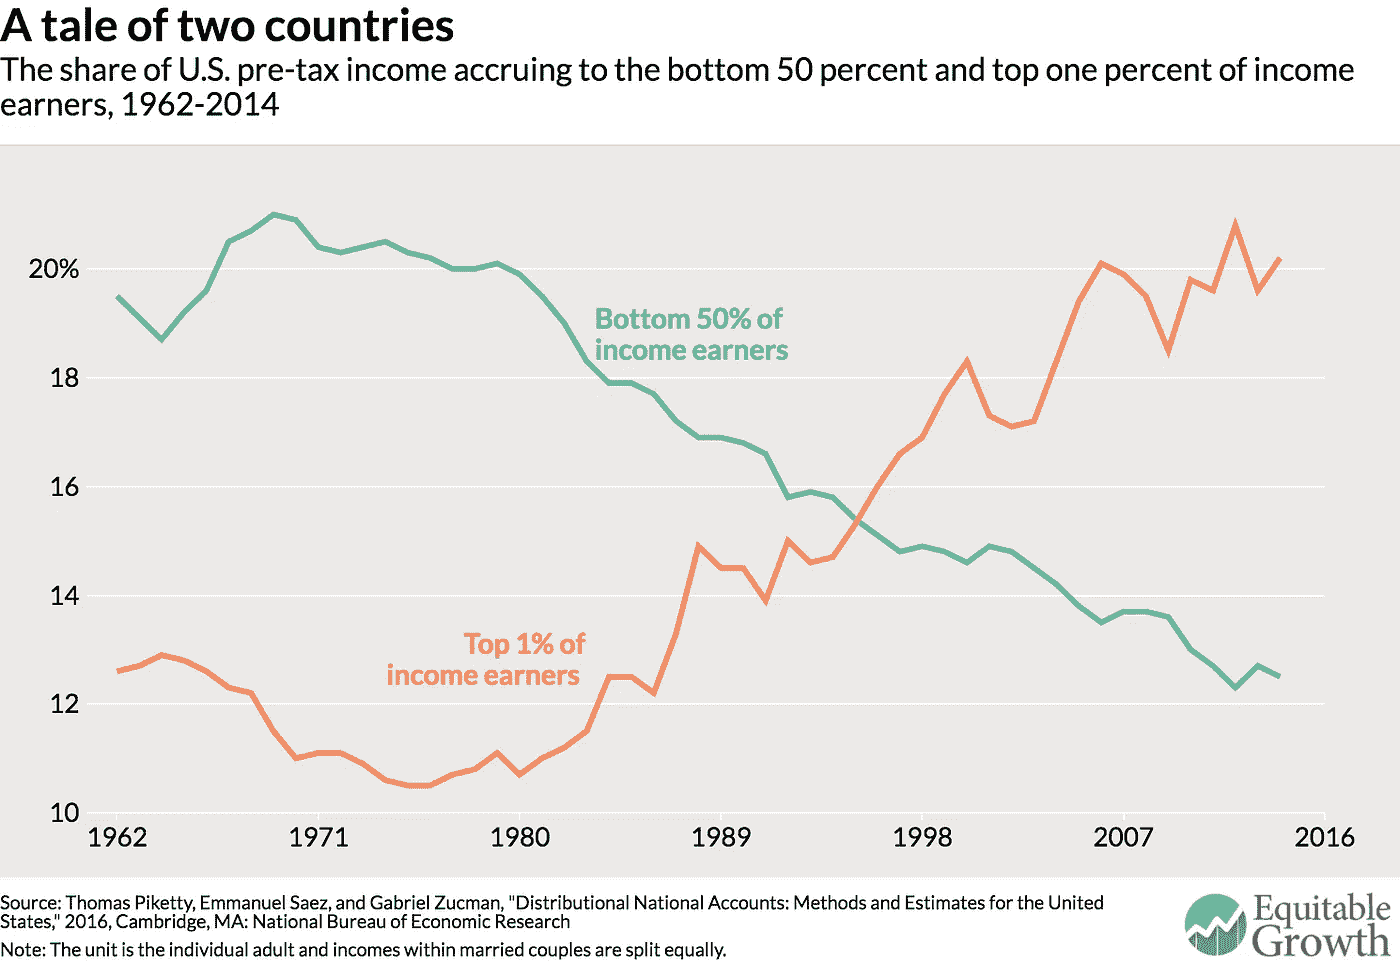 A tale of two countries
The share of U.S. pre-tax income accruing to the bottom 50 percent and top one percent of income
earners, 1962-2014
20%
18
16
14
12
10
Bottom 50% of
income earners
Top 1% of
income earners
1962 1971 1980 1989 1998 2007 2016
Source: Thomas Piketty, Emmanuel Saez, and Gabriel Zucman, "Distributional National Accounts: Methods and Estimates for the United
States," 2016, Cambridge, MA: National Bureau of Economic Research
Note: The unit is the individual adult and incomes within married couples are split equally.
Equitable
Growth